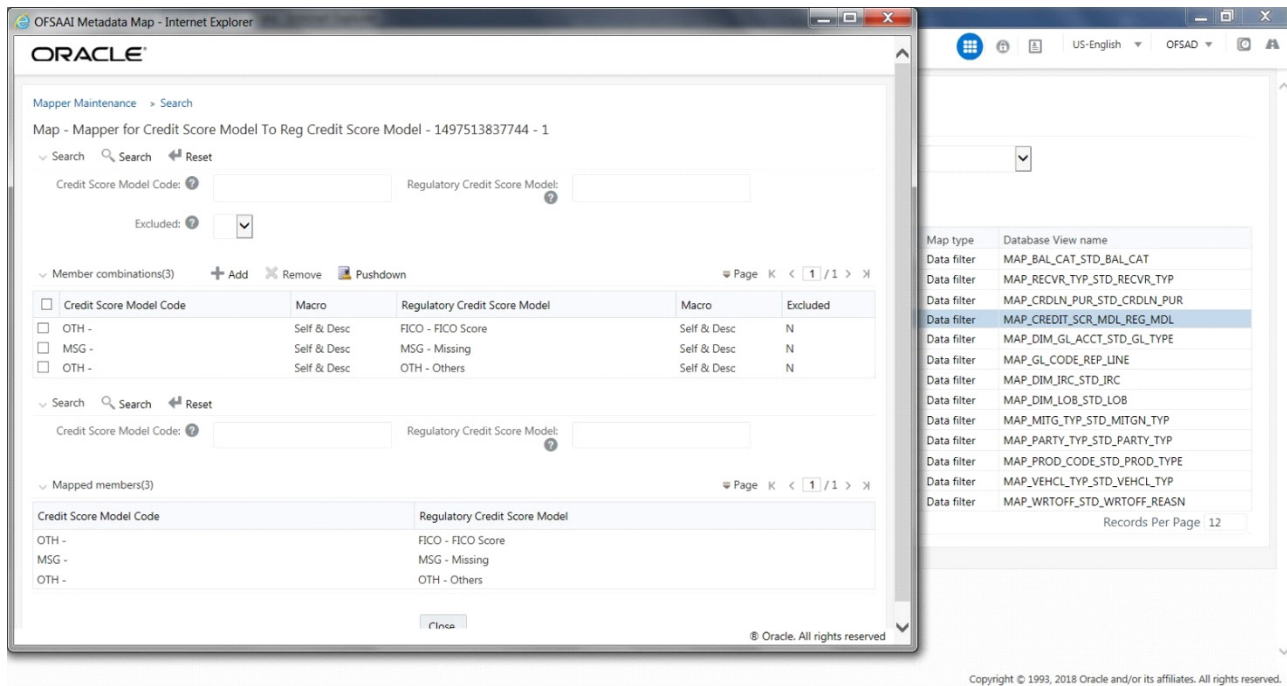 OFSAAI Metadata Map - Internet Explorer
ORACLE®
US-English OFSAD
Mapper Maintenance > Search
Map - Mapper for Credit Score Model To Reg Credit Score Model - 1497513837744 - 1
Search Search Reset
Credit Score Model Code: ? Regulatory Credit Score Model: ?
Excluded: ?
Member combinations(3) Add Remove Pushdown Page 1 / 1
Credit Score Model Code Macro Regulatory Credit Score Model Macro Excluded
OTH - Self & Desc FICO - FICO Score Self & Desc N
MSG - Self & Desc MSG - Missing Self & Desc N
OTH - Self & Desc OTH - Others Self & Desc N
Search Search Reset
Credit Score Model Code: ? Regulatory Credit Score Model: ?
Mapped members(3) Page 1 / 1
Credit Score Model Code Regulatory Credit Score Model
OTH - FICO - FICO Score
MSG - MSG - Missing
OTH - OTH - Others
Close
® Oracle. All rights reserved
Map type Database View name
Data filter MAP_BAL_CAT_STD_BAL_CAT
Data filter MAP_RECVR_TYP_STD_RECVR_TYP
Data filter MAP_CRDLN_PUR_STD_CRDLN_PUR
Data filter MAP_CREDIT_SCR_MDL_REG_MDL
Data filter MAP_DIM_GL_ACCT_STD_GL_TYPE
Data filter MAP_GL_CODE_REP_LINE
Data filter MAP_DIM_IRC_STD_IRC
Data filter MAP_DIM_LOB_STD_LOB
Data filter MAP_MITG_TYP_STD_MITGN_TYP
Data filter MAP_PARTY_TYP_STD_PARTY_TYP
Data filter MAP_PROD_CODE_STD_PROD_TYPE
Data filter MAP_VEHCL_TYP_STD_VEHCL_TYP
Data filter MAP_WRTOFF_STD_WRTOFF_REASN
Records Per Page 12
Copyright © 1993, 2018 Oracle and/or its affiliates. All rights reserved.